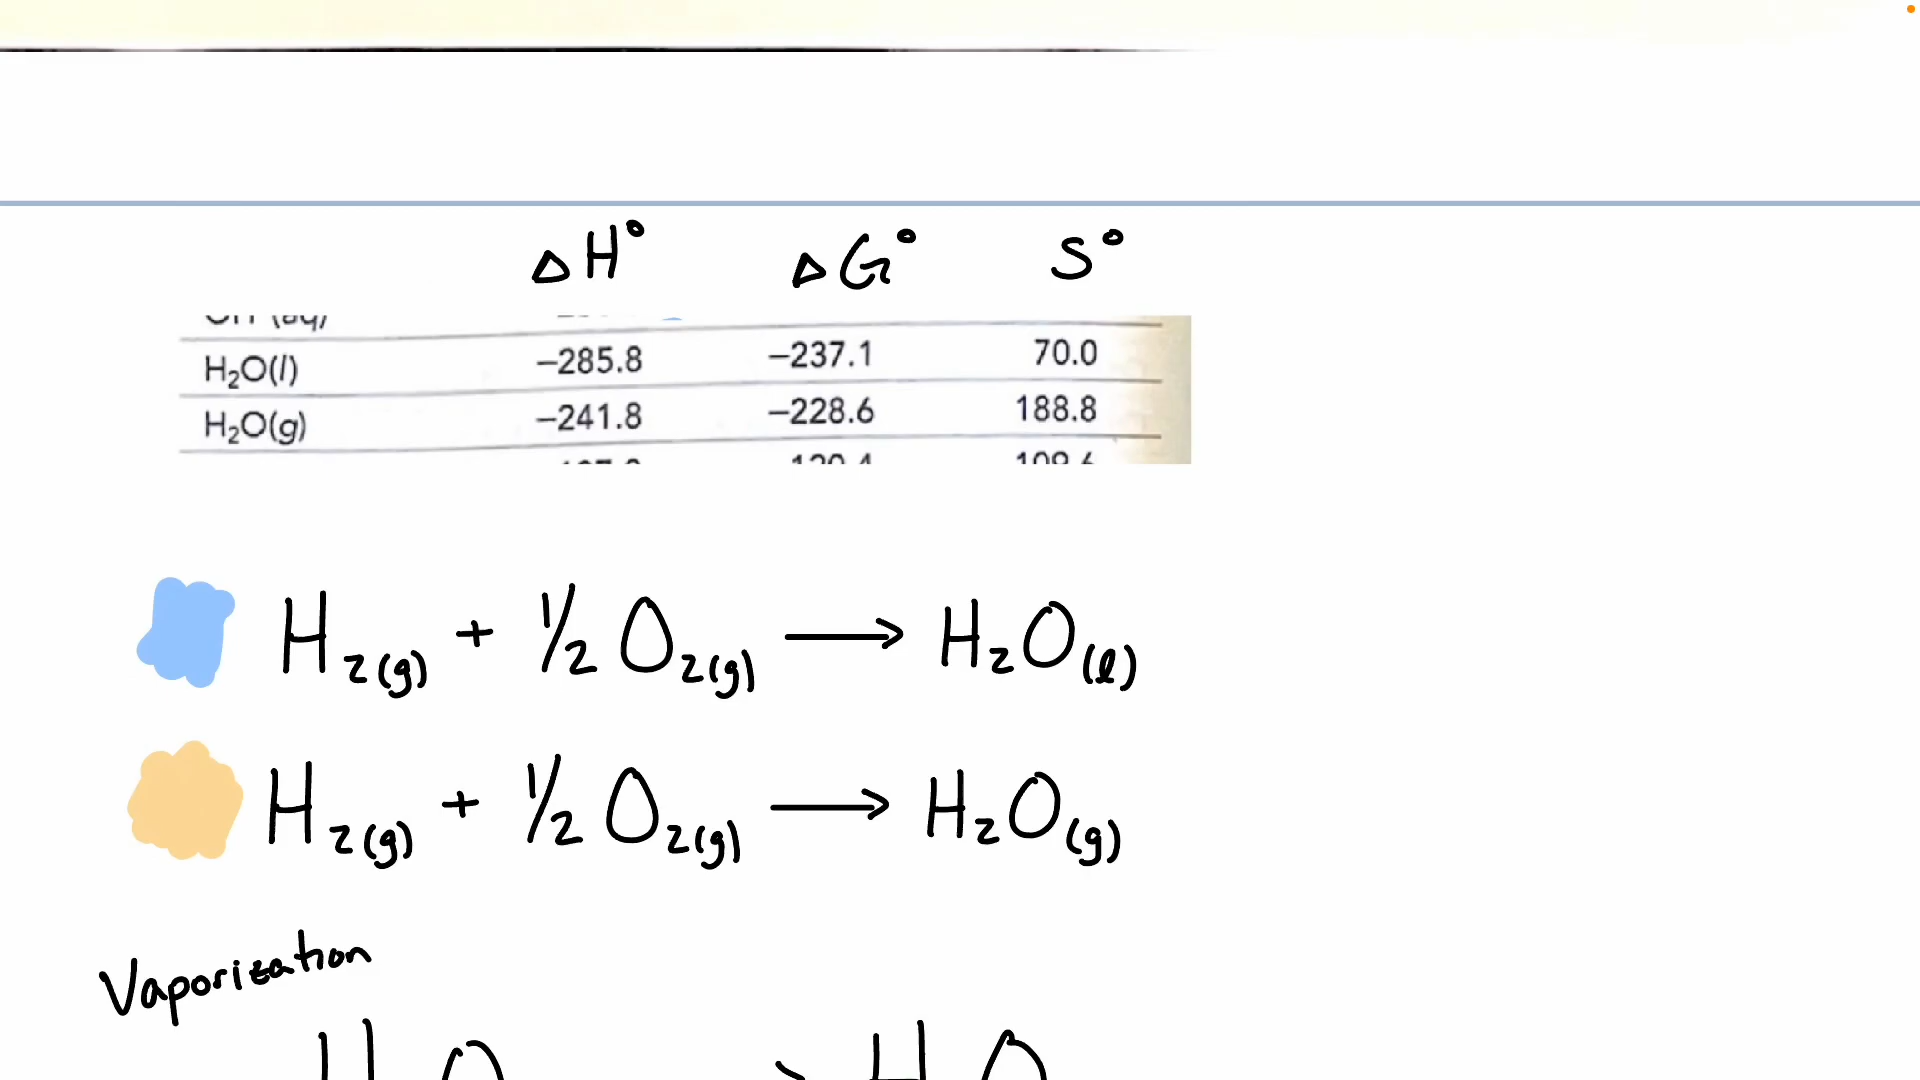 ΔH° ΔG° S°
H₂O(l) −285.8 −237.1 70.0
H₂O(g) −241.8 −228.6 188.8
H₂(g) + ½ O₂(g) ⟶ H₂O(l)
H₂(g) + ½ O₂(g) ⟶ H₂O(g)
Vaporization